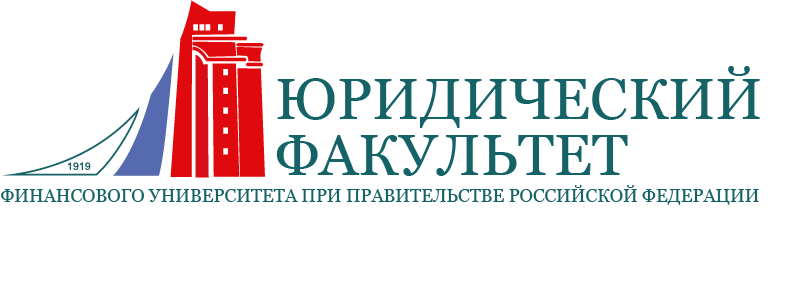 1919
ЮРИДИЧЕСКИЙ
ФАКУЛЬТЕТ
ФИНАНСОВОГО УНИВЕРСИТЕТА ПРИ ПРАВИТЕЛЬСТВЕ РОССИЙСКОЙ ФЕДЕРАЦИИ